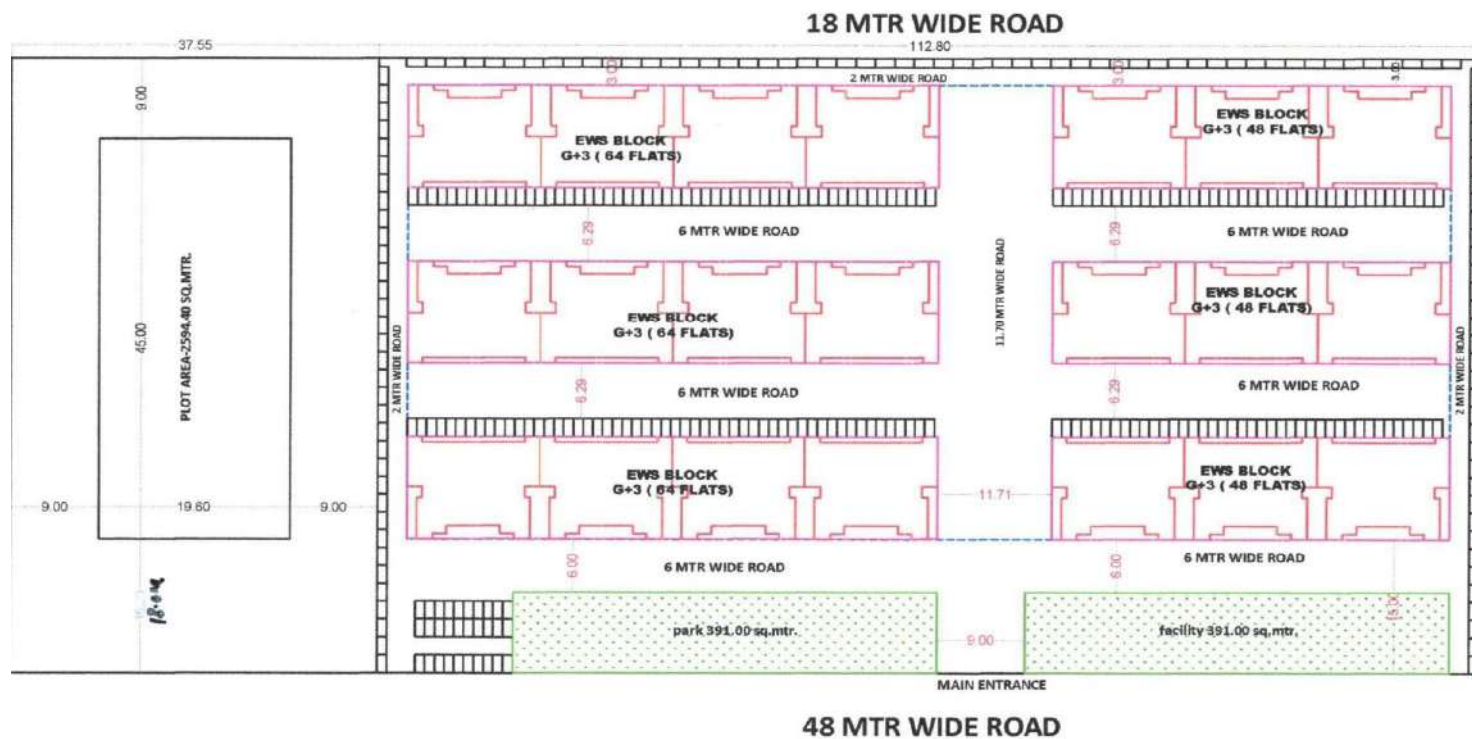 18 MTR WIDE ROAD
37.55
112.80
2 MTR WIDE ROAD
3.00
3.00
3.00
9.00
EWS BLOCK
G+3 ( 64 FLATS)
EWS BLOCK
G+3 ( 48 FLATS)
6.29
6 MTR WIDE ROAD
6.29
6 MTR WIDE ROAD
11.70 MTR WIDE ROAD
PLOT AREA-2594.40 SQ.MTR.
45.00
EWS BLOCK
G+3 ( 64 FLATS)
EWS BLOCK
G+3 ( 48 FLATS)
2 MTR WIDE ROAD
2 MTR WIDE ROAD
6.29
6 MTR WIDE ROAD
6.29
6 MTR WIDE ROAD
EWS BLOCK
G+3 ( 64 FLATS)
EWS BLOCK
G+3 ( 48 FLATS)
9.00
19.60
9.00
11.71
6.00
6 MTR WIDE ROAD
6.00
6 MTR WIDE ROAD
park 391.00 sq.mtr.
9.00
facility 391.00 sq.mtr.
15.00
MAIN ENTRANCE
48 MTR WIDE ROAD